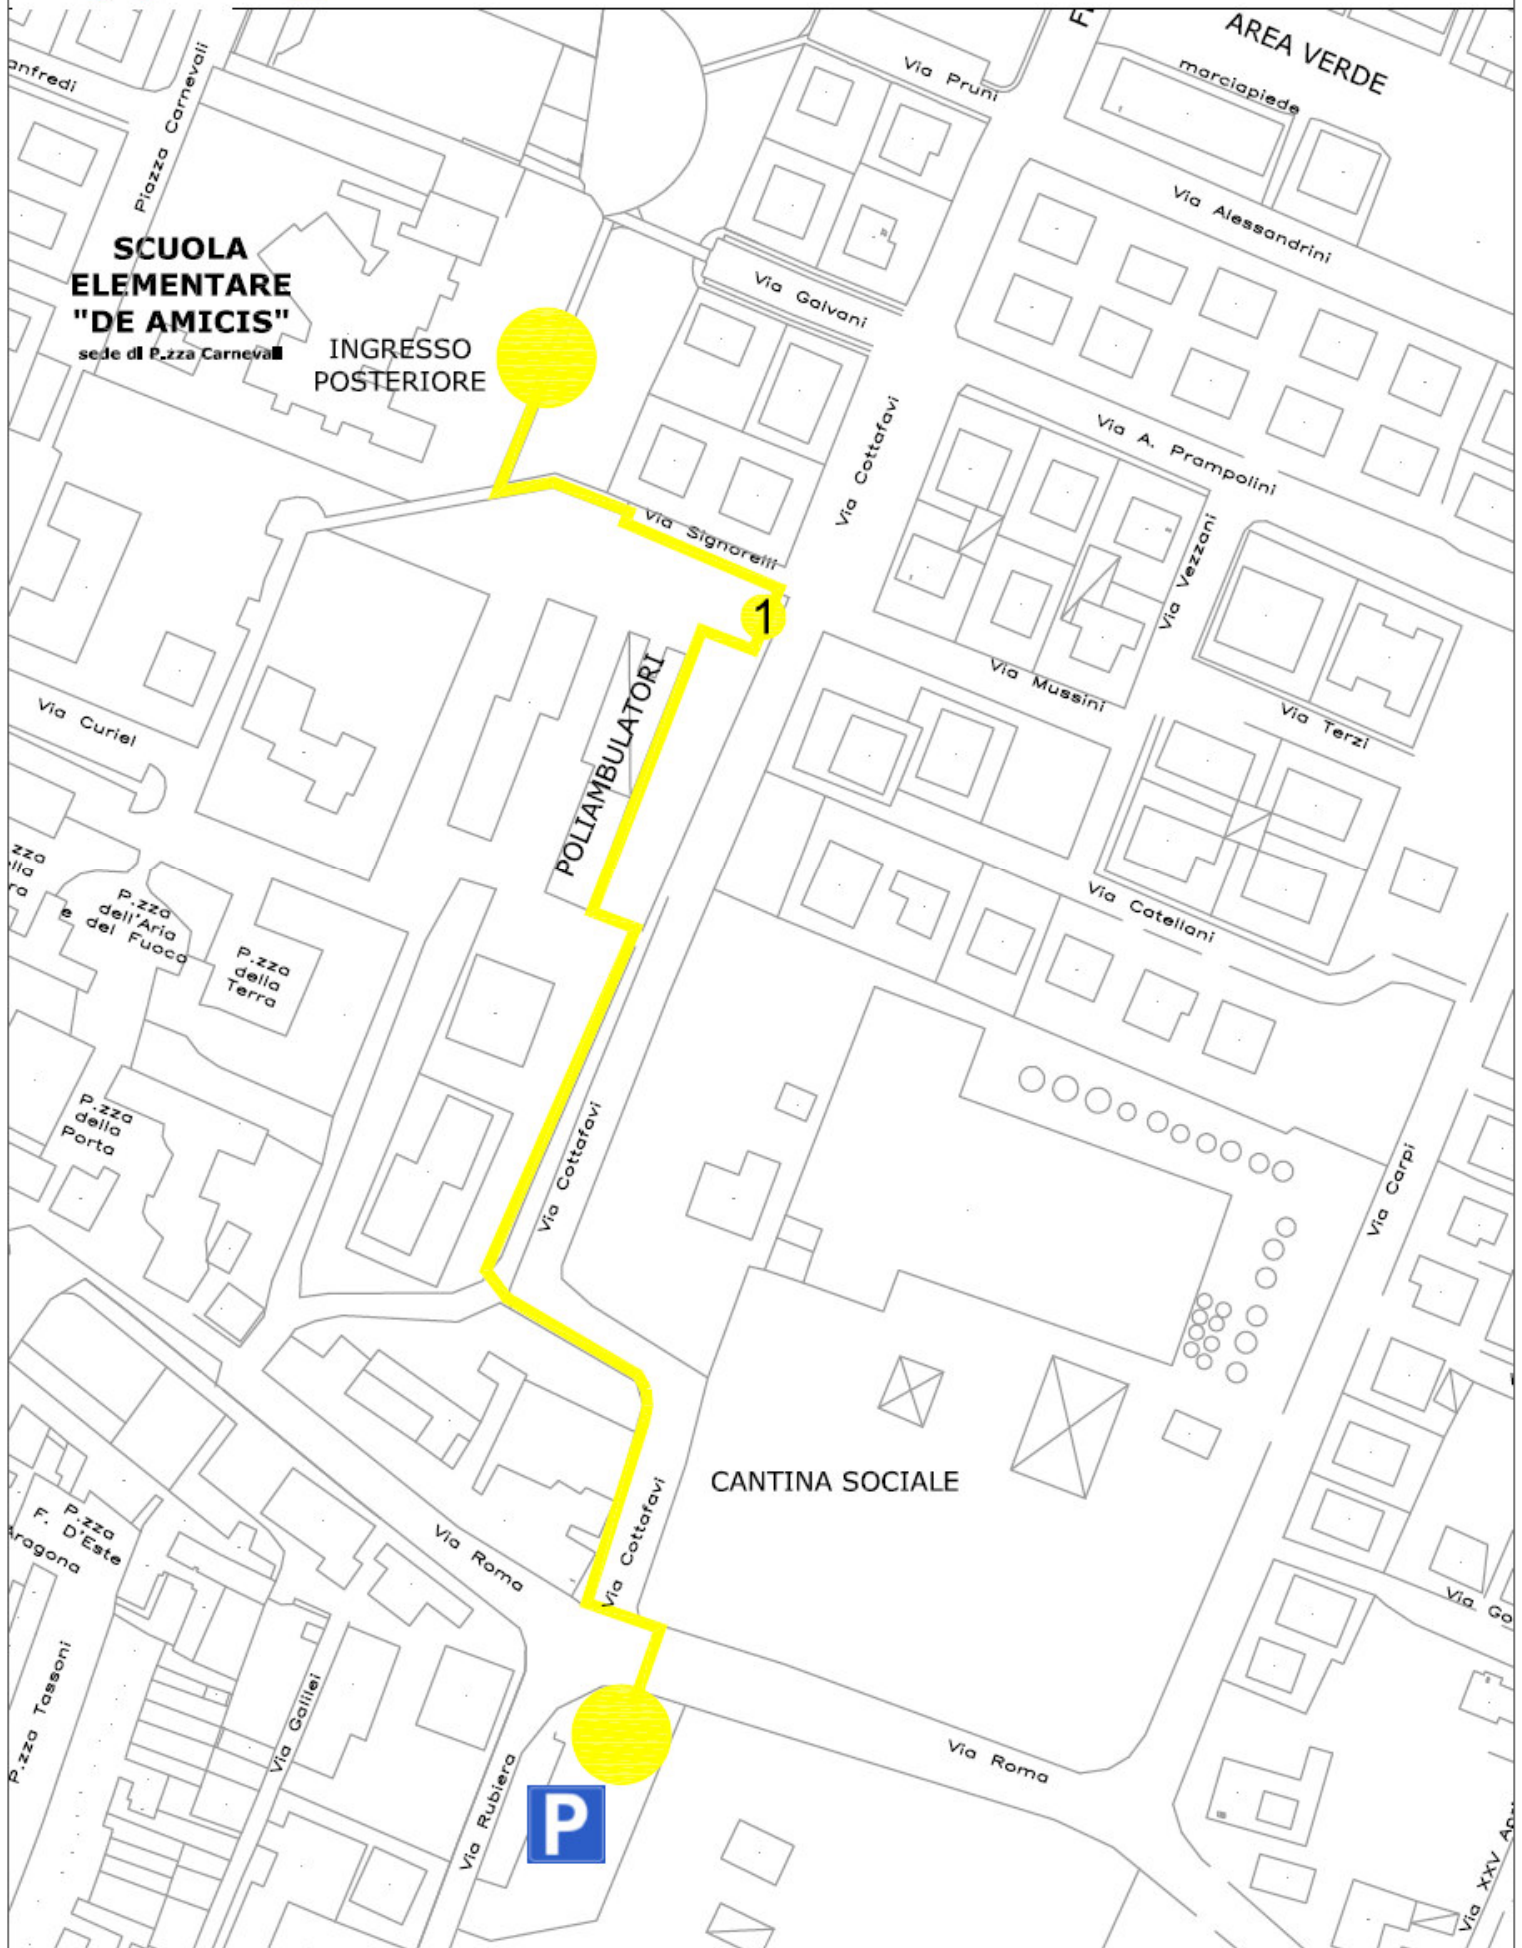 AREA VERDE
marciapiede
Via Pruni
Piazza Carnevali
Via Alessandrini
SCUOLA
ELEMENTARE
"DE AMICIS"
sede di P.zza Carnevali
INGRESSO
POSTERIORE
Via Galvani
Via Cottafavi
Via A. Prampolini
Via Signorelli
Via Vezzani
1
Via Mussini
Via Terzi
POLIAMBULATORI
Via Curiel
P.zza
dell'Aria
e del Fuoco
P.zza
della
Terra
Via Catellani
P.zza
della
Porta
Via Cottafavi
Via Carpi
CANTINA SOCIALE
Via Cottafavi
Via Roma
P.zza
F. D'Este
Aragona
P.zza Tassoni
Via Galilei
Via Rubiera
Via Roma
P